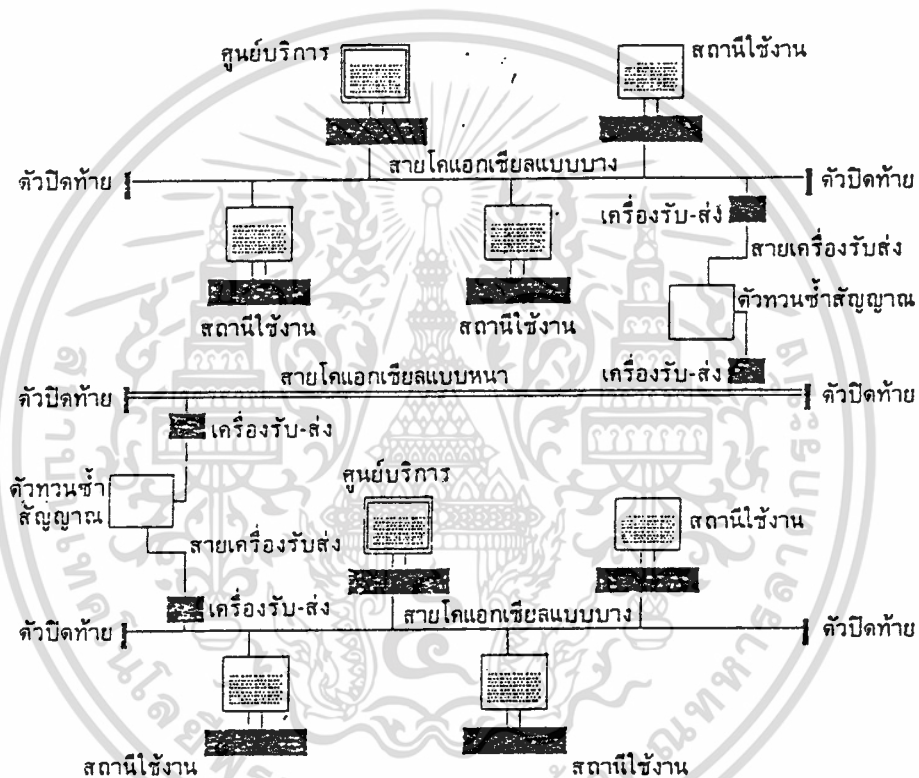 ศูนย์บริการ
สถานีใช้งาน
สายโคแอกเซียลแบบบาง
ตัวปิดท้าย
ตัวปิดท้าย
เครื่องรับ-ส่ง
สายเครื่องรับส่ง
ตัวทวนซ้ำสัญญาณ
สถานีใช้งาน
สถานีใช้งาน
เครื่องรับ-ส่ง
สายโคแอกเซียลแบบหนา
ตัวปิดท้าย
ตัวปิดท้าย
เครื่องรับ-ส่ง
ตัวทวนซ้ำ
สัญญาณ
ศูนย์บริการ
สถานีใช้งาน
สายเครื่องรับส่ง
เครื่องรับ-ส่ง
สายโคแอกเซียลแบบบาง
ตัวปิดท้าย
ตัวปิดท้าย
สถานีใช้งาน
สถานีใช้งาน